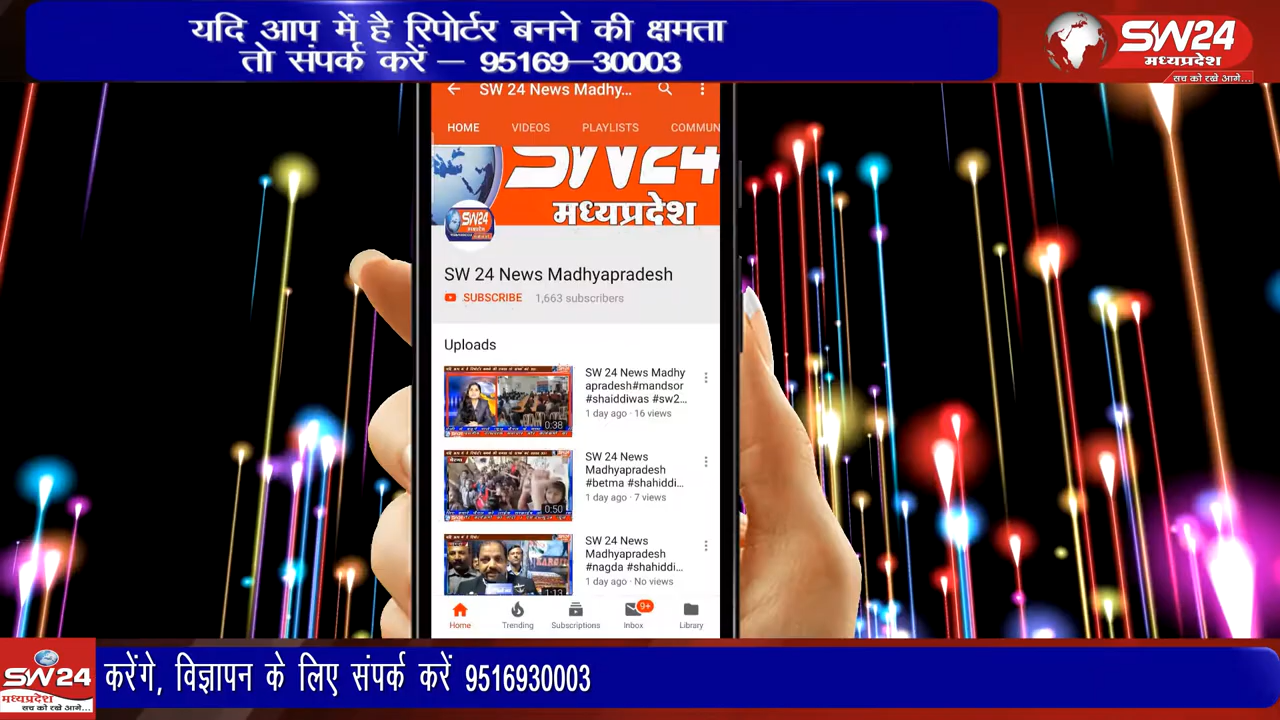 यदि आप में है रिपोर्टर बनने की क्षमता
तो संपर्क करें – 95169–30003
SW24
मध्यप्रदेश
सच को रखे आगे...
SW 24 News Madhy...
HOME VIDEOS PLAYLISTS COMMUN
SW24
मध्यप्रदेश
SW24
SW 24 News Madhyapradesh
SUBSCRIBE 1,663 subscribers
Uploads
SW 24 News Madhy
apradesh#mandsor
#shaiddiwas #sw2...
1 day ago · 16 views
0:38
SW 24 News
Madhyapradesh
#betma #shahiddi...
1 day ago · 7 views
0:50
SW 24 News
Madhyapradesh
#nagda #shahiddi...
1 day ago · No views
1:13
9+
Home Trending Subscriptions Inbox Library
SW24
मध्यप्रदेश
सच को रखे आगे...
करेंगे, विज्ञापन के लिए संपर्क करें 9516930003